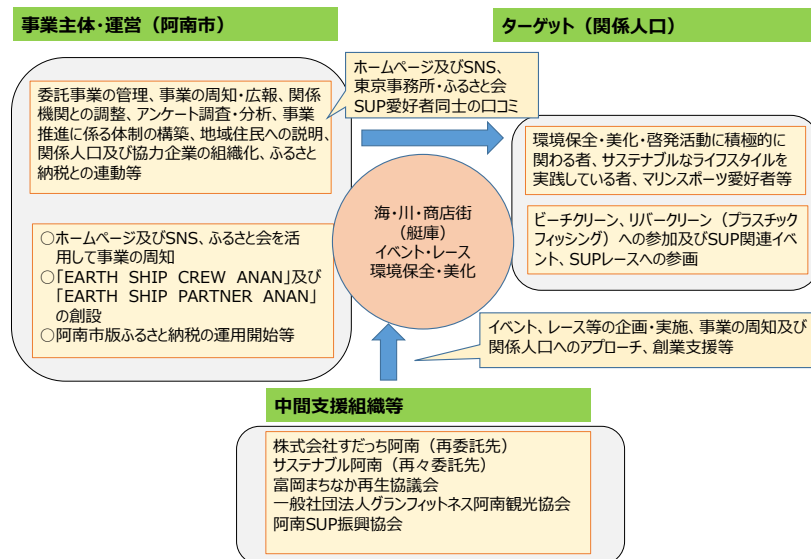 事業主体・運営（阿南市）
委託事業の管理、事業の周知・広報、関係
機関との調整、アンケート調査・分析、事業
推進に係る体制の構築、地域住民への説明、
関係人口及び協力企業の組織化、ふるさと
納税との連動等
○ホームページ及びSNS、ふるさと会を活
用して事業の周知
○「EARTH SHIP CREW ANAN」及び
「EARTH SHIP PARTNER ANAN」
の創設
○阿南市版ふるさと納税の運用開始等
ホームページ及びSNS、
東京事務所・ふるさと会
SUP愛好者同士の口コミ
ターゲット（関係人口）
環境保全・美化・啓発活動に積極的に
関わる者、サステナブルなライフスタイルを
実践している者、マリンスポーツ愛好者等
ビーチクリーン、リバークリーン（プラスチック
フィッシング）への参加及びSUP関連イベ
ント、SUPレースへの参画
海・川・商店街
（艇庫）
イベント・レース
環境保全・美化
イベント、レース等の企画・実施、事業の周知及び
関係人口へのアプローチ、創業支援等
中間支援組織等
株式会社すだっち阿南（再委託先）
サステナブル阿南（再々委託先）
富岡まちなか再生協議会
一般社団法人グランフィットネス阿南観光協会
阿南SUP振興協会